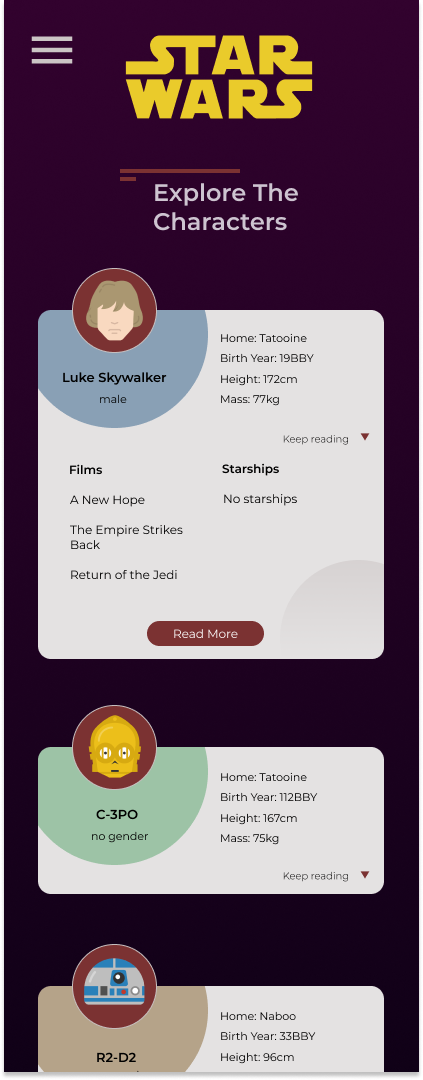 STAR
WARS
Explore The
Characters
Luke Skywalker
male
Home: Tatooine
Birth Year: 19BBY
Height: 172cm
Mass: 77kg
Keep reading
Films
A New Hope
The Empire Strikes
Back
Return of the Jedi
Starships
No starships
Read More
C-3PO
no gender
Home: Tatooine
Birth Year: 112BBY
Height: 167cm
Mass: 75kg
Keep reading
R2-D2
Home: Naboo
Birth Year: 33BBY
Height: 96cm